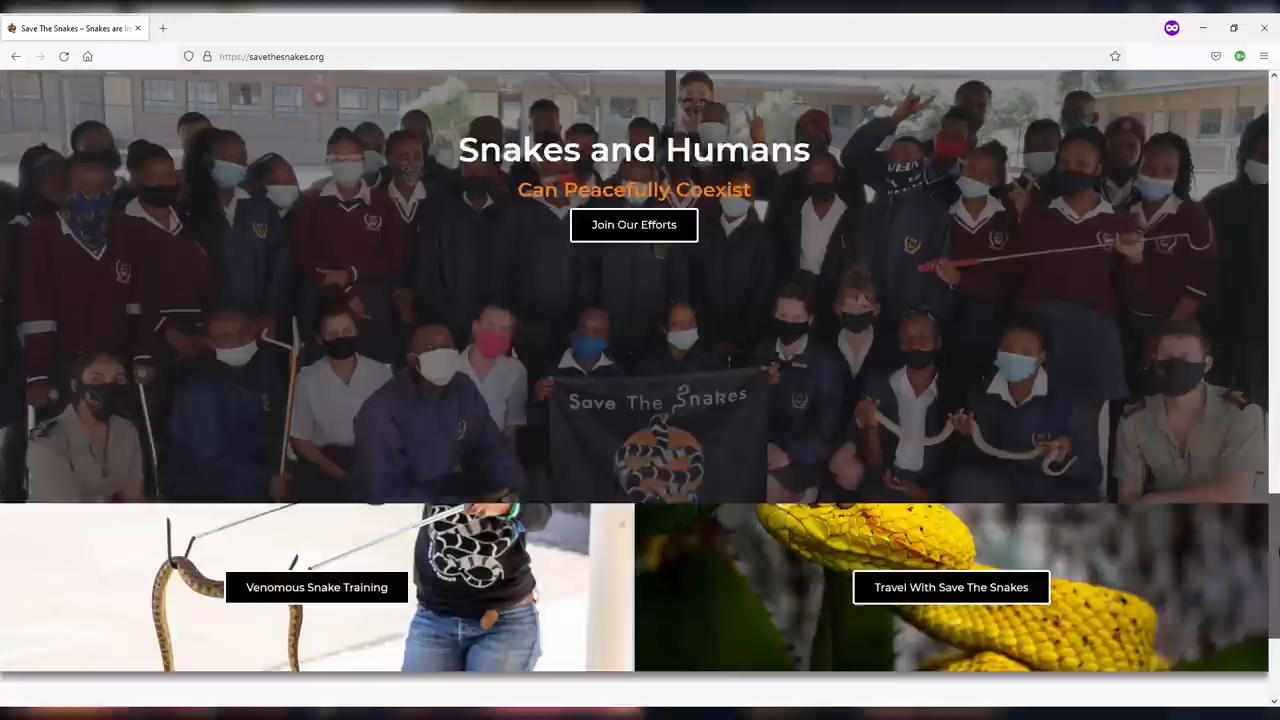 Save The Snakes – Snakes are In
https://savethesnakes.org
Snakes and Humans
Can Peacefully Coexist
Join Our Efforts
Save The Snakes
Venomous Snake Training
Travel With Save The Snakes